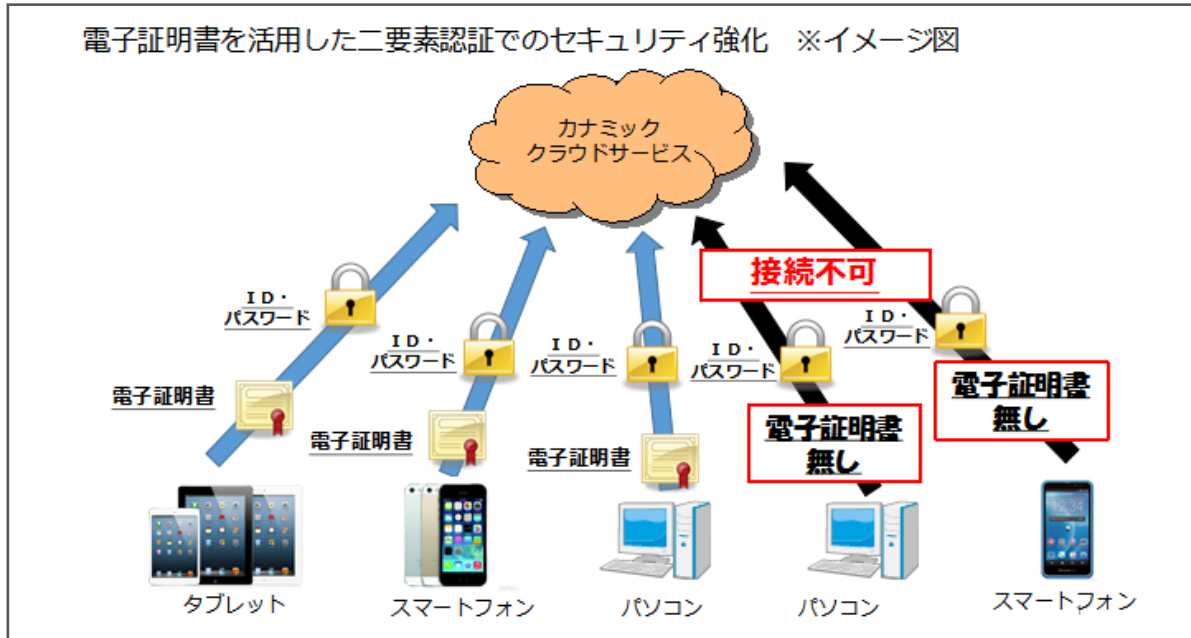 電子証明書を活用した二要素認証でのセキュリティ強化　※イメージ図
カナミック
クラウドサービス
接続不可
ＩＤ・
パスワード
ＩＤ・
パスワード
ＩＤ・
パスワード
ＩＤ・
パスワード
ＩＤ・
パスワード
電子証明書
電子証明書
電子証明書
電子証明書
無し
電子証明書
無し
タブレット
スマートフォン
パソコン
パソコン
スマートフォン